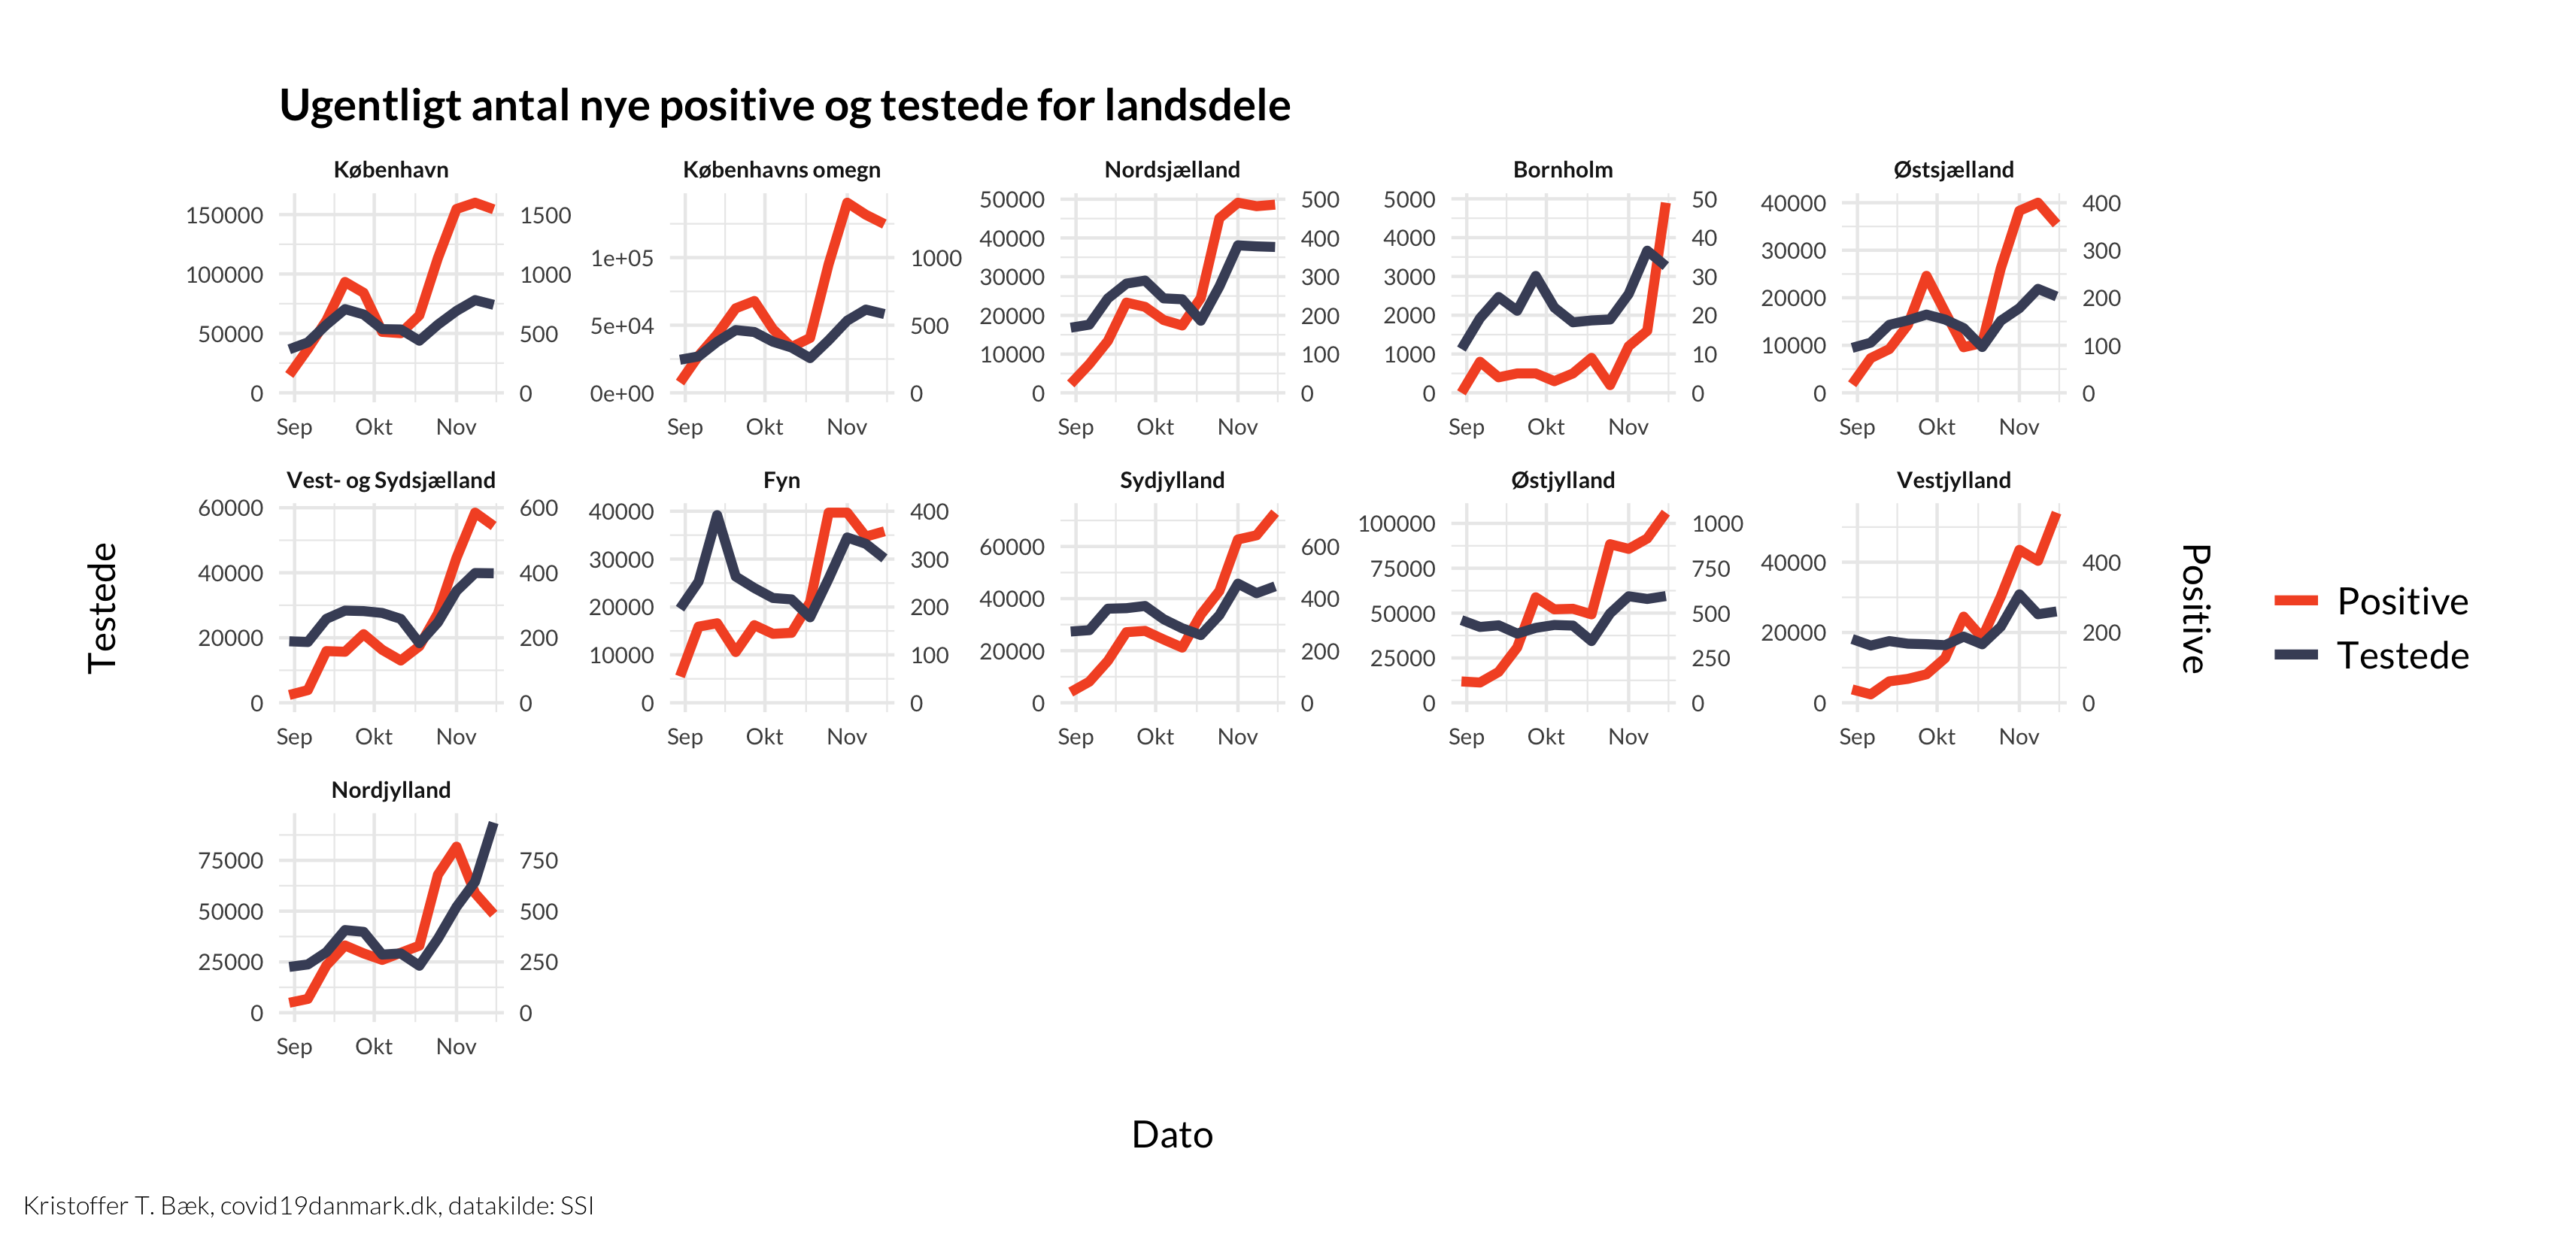 Ugentligt antal nye positive og testede for landsdele
København
Københavns omegn
Nordsjælland
Bornholm
Østsjælland
150000
100000
50000
0
1500
1000
500
0
Sep Okt Nov
1e+05
5e+04
0e+00
1000
500
0
Sep Okt Nov
50000
40000
30000
20000
10000
0
500
400
300
200
100
0
Sep Okt Nov
5000
4000
3000
2000
1000
0
50
40
30
20
10
0
Sep Okt Nov
40000
30000
20000
10000
0
400
300
200
100
0
Sep Okt Nov
Vest- og Sydsjælland
Fyn
Sydjylland
Østjylland
Vestjylland
60000
40000
20000
0
600
400
200
0
Sep Okt Nov
40000
30000
20000
10000
0
400
300
200
100
0
Sep Okt Nov
60000
40000
20000
0
600
400
200
0
Sep Okt Nov
100000
75000
50000
25000
0
1000
750
500
250
0
Sep Okt Nov
40000
20000
0
400
200
0
Sep Okt Nov
Nordjylland
75000
50000
25000
0
750
500
250
0
Sep Okt Nov
Testede
Positive
Positive
Testede
Dato
Kristoffer T. Bæk, covid19danmark.dk, datakilde: SSI